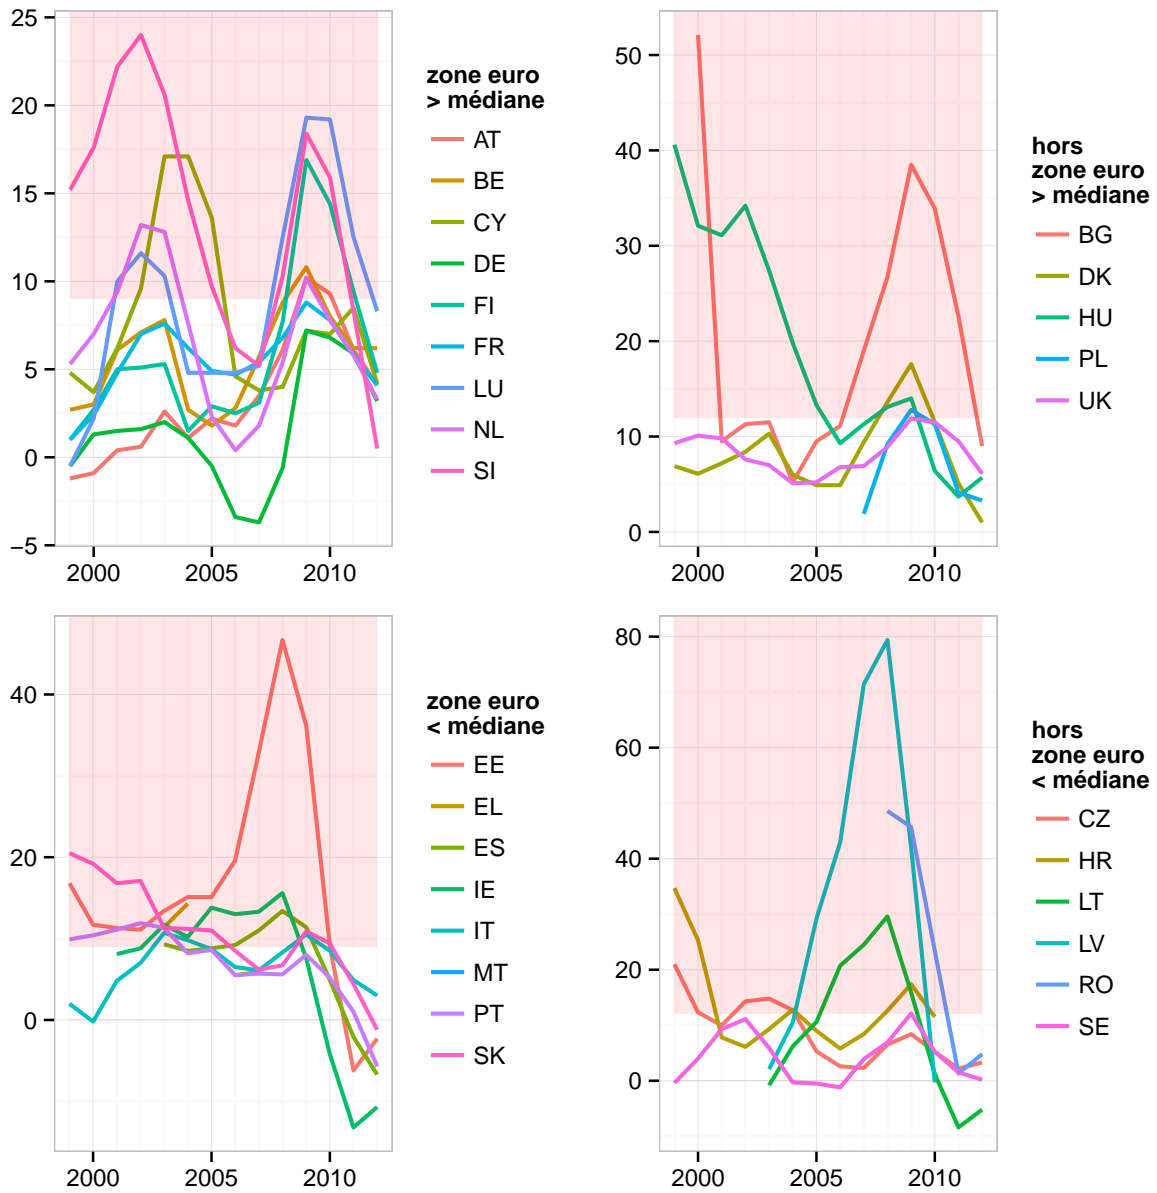 25
20
15
10
5
0
−5
2000
2005
2010
zone euro
> médiane
AT
BE
CY
DE
FI
FR
LU
NL
SI
50
40
30
20
10
0
2000
2005
2010
hors
zone euro
> médiane
BG
DK
HU
PL
UK
40
20
0
2000
2005
2010
zone euro
< médiane
EE
EL
ES
IE
IT
MT
PT
SK
80
60
40
20
0
2000
2005
2010
hors
zone euro
< médiane
CZ
HR
LT
LV
RO
SE